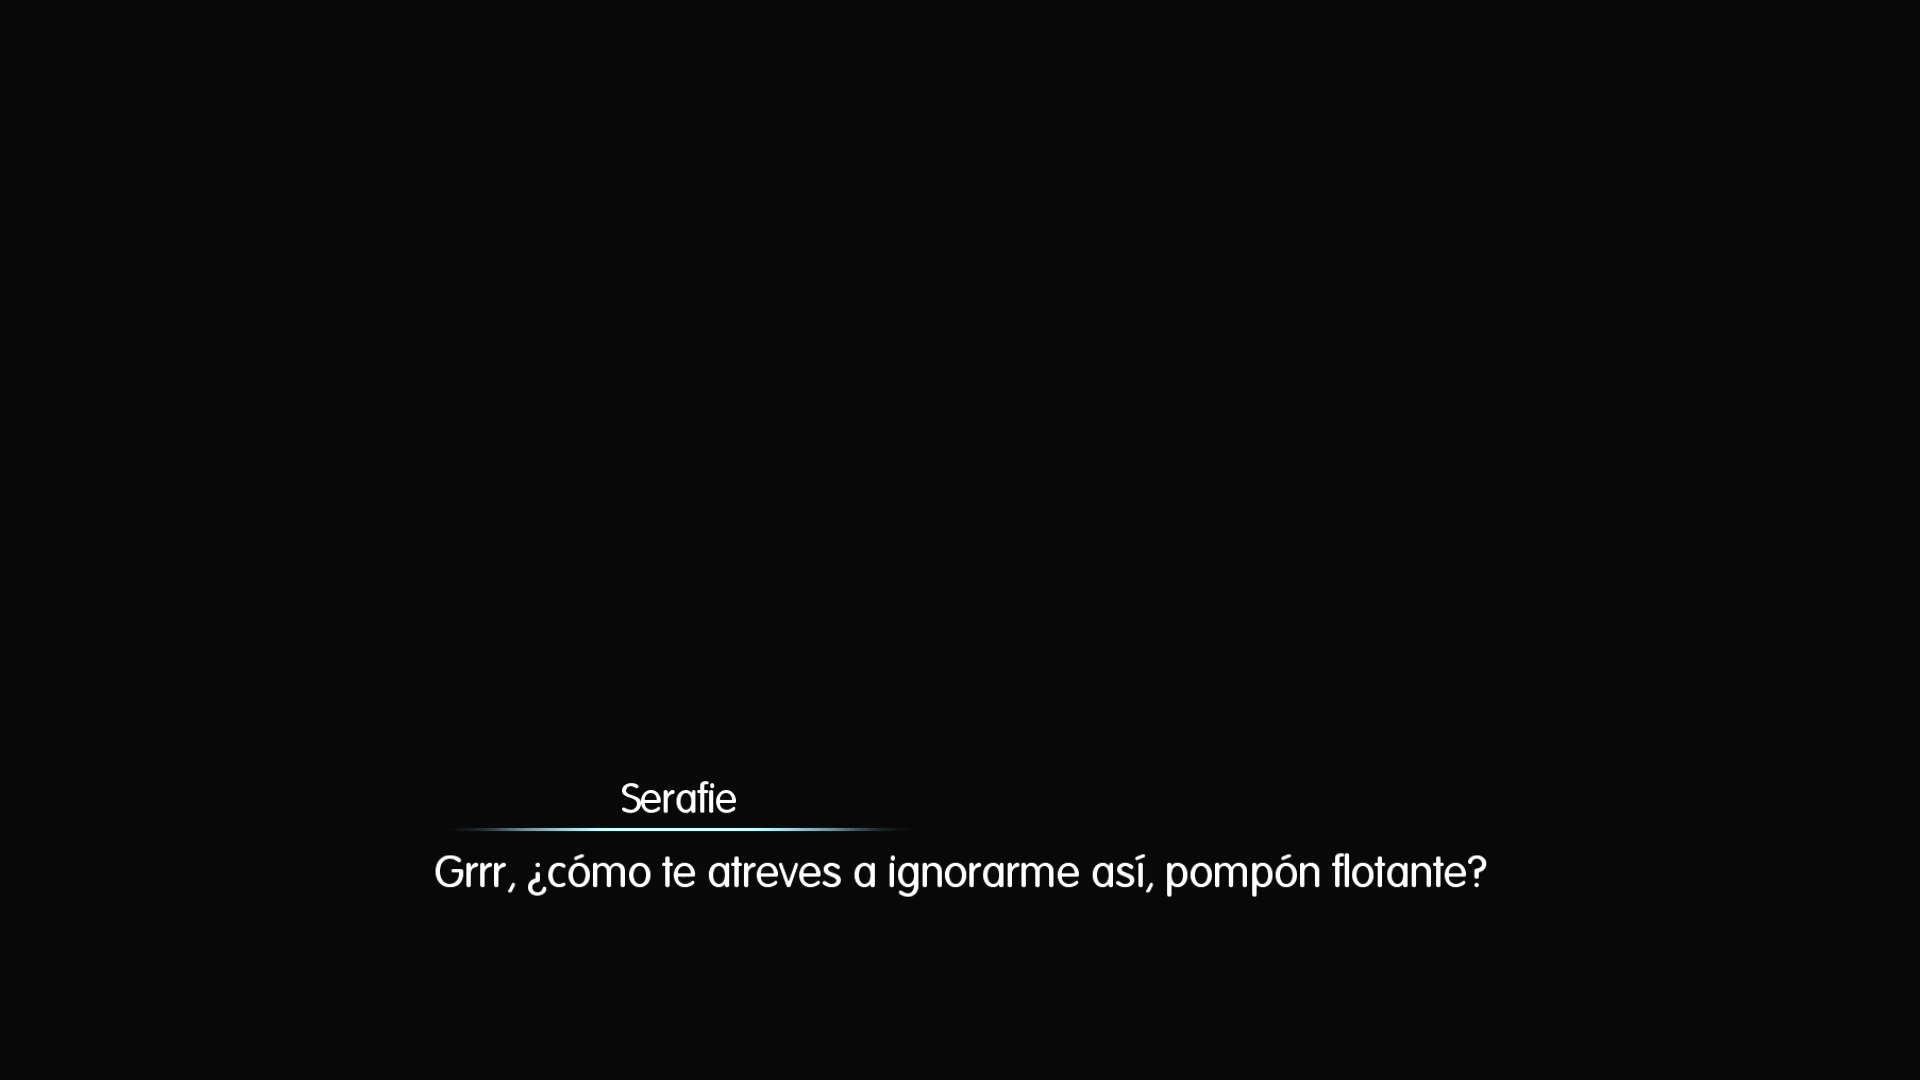 Serafie
Grrr, ¿cómo te atreves a ignorarme así, pompón flotante?